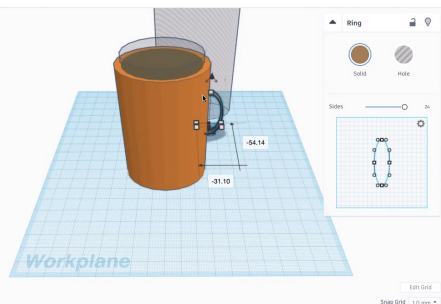 Ring
Solid
Hole
Sides
24
-54.14
-31.10
Workplane
Edit Grid
Snap Grid 1.0 mm